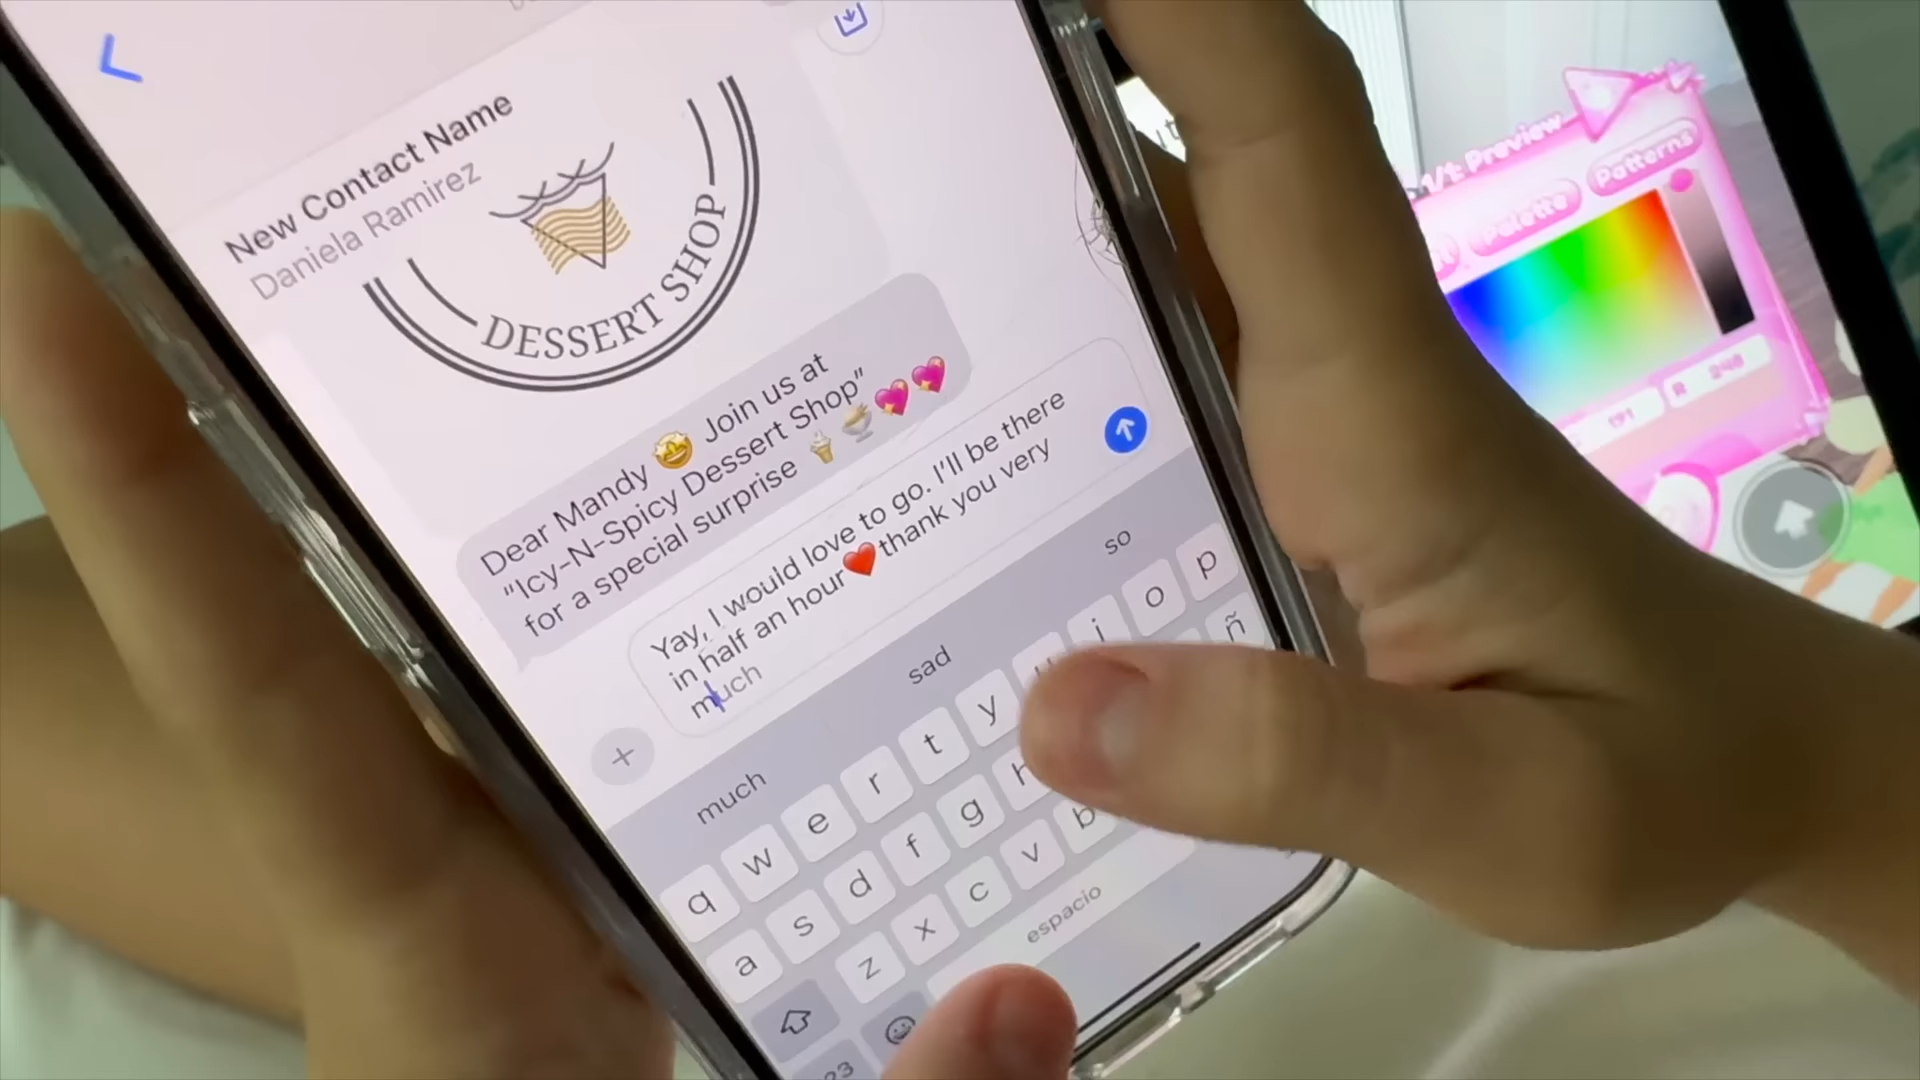 New Contact Name
Daniela Ramirez
DESSERT SHOP
Dear Mandy 🤩 Join us at
"Icy-N-Spicy Dessert Shop"
for a special surprise 🍦🍨💖💖
Yay, I would love to go. I'll be there
in half an hour❤️thank you very
much
much
sad
so
q w e r t y u i o p
a s d f g h ñ
z x c v b
espacio
Preview
Palette
Patterns
191
R 248